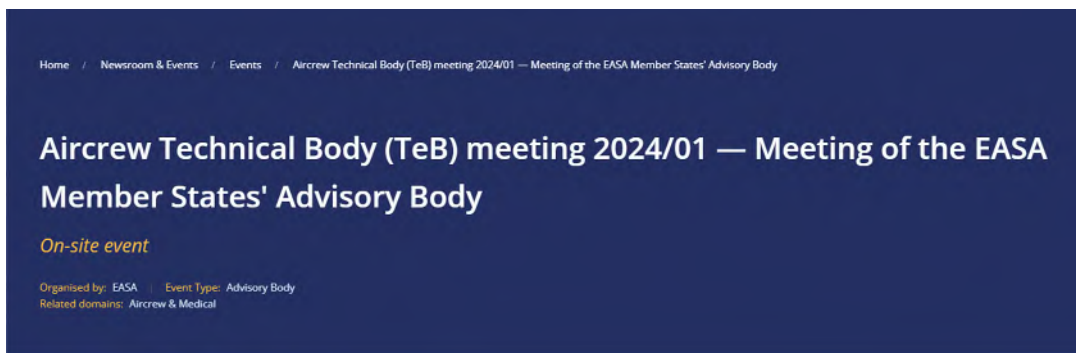 Home / Newsroom & Events / Events / Aircrew Technical Body (TeB) meeting 2024/01 — Meeting of the EASA Member States' Advisory Body
Aircrew Technical Body (TeB) meeting 2024/01 — Meeting of the EASA
Member States' Advisory Body
On-site event
Organised by: EASA | Event Type: Advisory Body
Related domains: Aircrew & Medical